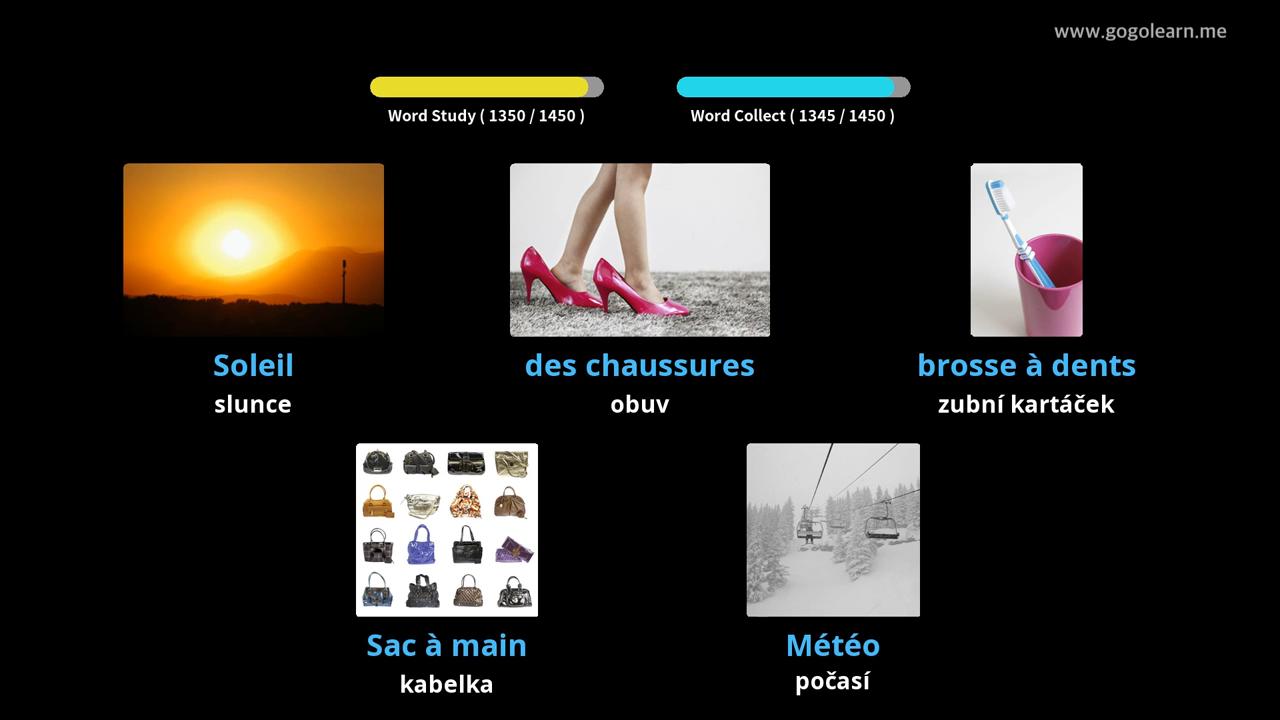 www.gogolearn.me
Word Study ( 1350 / 1450 )
Word Collect ( 1345 / 1450 )
Soleil
slunce
des chaussures
obuv
brosse à dents
zubní kartáček
Sac à main
kabelka
Météo
počasí